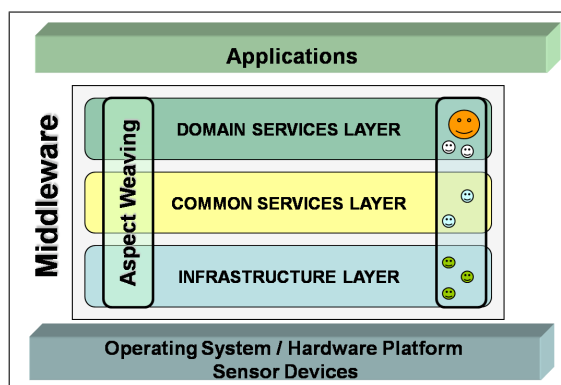 Applications
Middleware
Aspect Weaving
DOMAIN SERVICES LAYER
COMMON SERVICES LAYER
INFRASTRUCTURE LAYER
Operating System / Hardware Platform
Sensor Devices